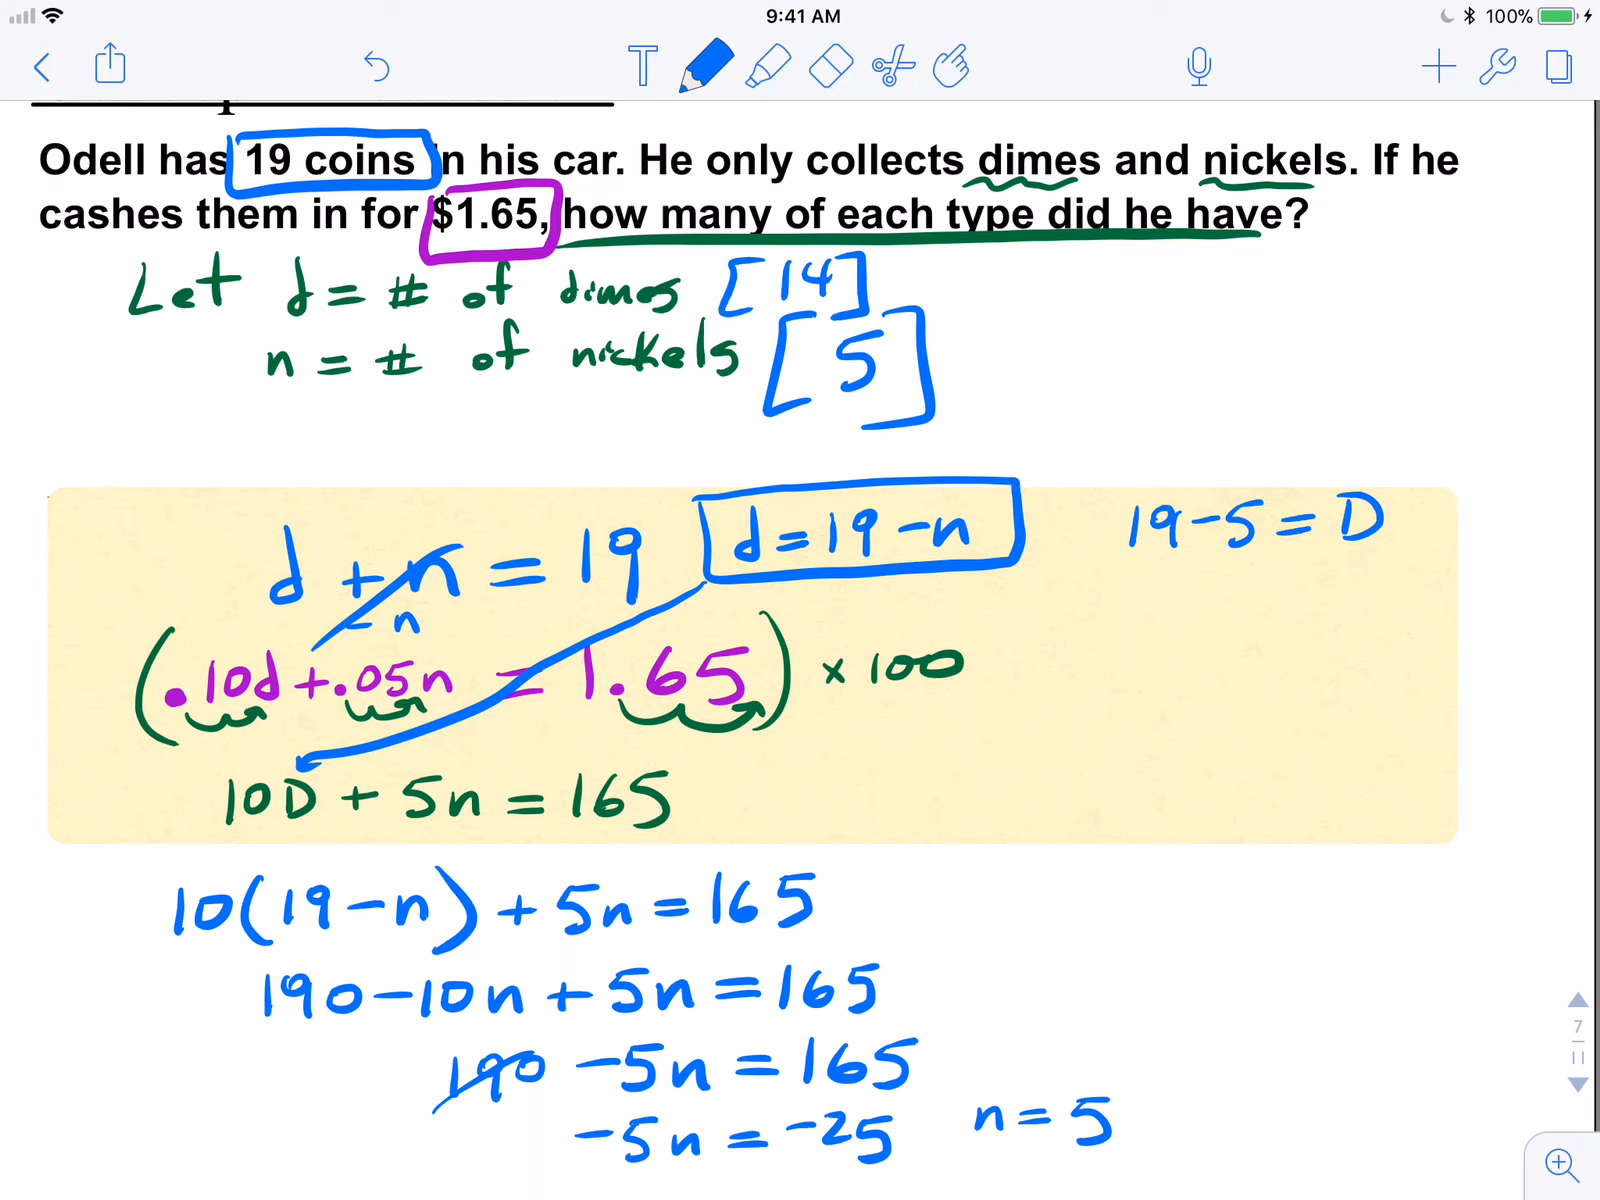 9:41 AM
100%
T
Odell has 19 coins in his car. He only collects dimes and nickels. If he
cashes them in for $1.65, how many of each type did he have?
Let d = # of dimes [14]
n = # of nickels [5]
d + n = 19 d = 19 - n 19 - 5 = D
- n
(.10d + .05n = 1.65) x 100
10D + 5n = 165
10(19 - n) + 5n = 165
190 - 10n + 5n = 165
190 - 5n = 165
-5n = -25 n = 5
7
11